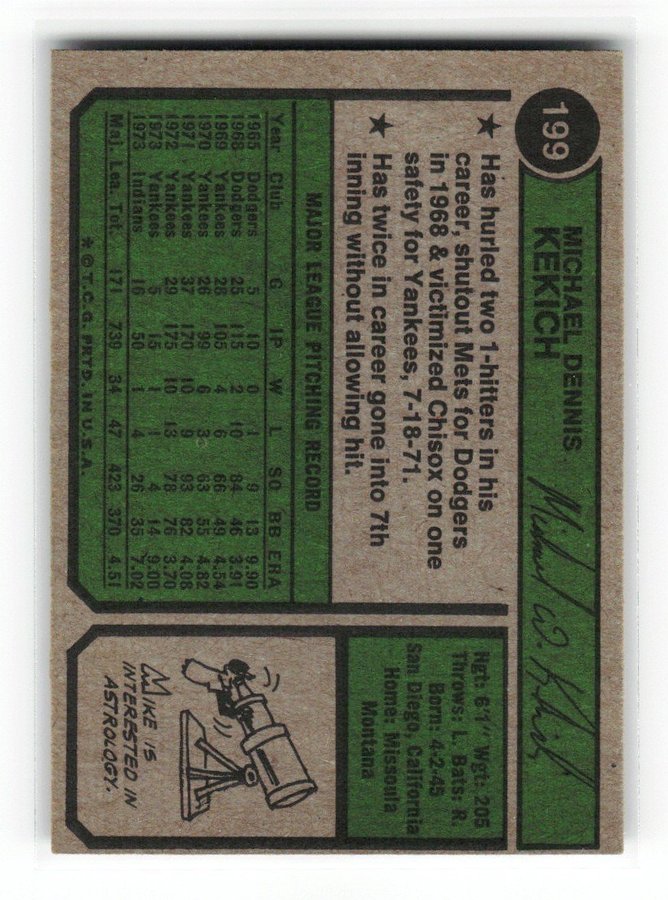 199
MICHAEL DENNIS
KEKICH
Michael D. Kekich
★ Has hurled two 1-hitters in his
career, shutout Mets for Dodgers
in 1968 & victimized Chisox on one
safety for Yankees, 7-18-71.
★ Has twice in career gone into 7th
inning without allowing hit.
Hgt: 6'1" Wgt: 205
Throws: L. Bats: R.
Born: 4-2-45
San Diego, California
Home: Missoula
Montana
MAJOR LEAGUE PITCHING RECORD
Year Club G IP W L SO BB ERA
1965 Dodgers 5 10 0 1 9 13 9.90
1968 Dodgers 25 115 2 10 84 46 3.91
1969 Yankees 28 105 4 6 66 49 4.54
1970 Yankees 26 99 6 3 63 55 4.82
1971 Yankees 37 170 10 9 93 82 4.08
1972 Yankees 29 175 10 13 78 76 3.70
1973 Yankees 5 15 1 1 4 14 9.00
1973 Indians 16 50 1 4 26 35 7.02
Maj. Lea. Tot. 171 739 34 47 423 370 4.51
* © T.C.G. PRTD. IN U.S.A.
MIKE IS
INTERESTED IN
ASTROLOGY.